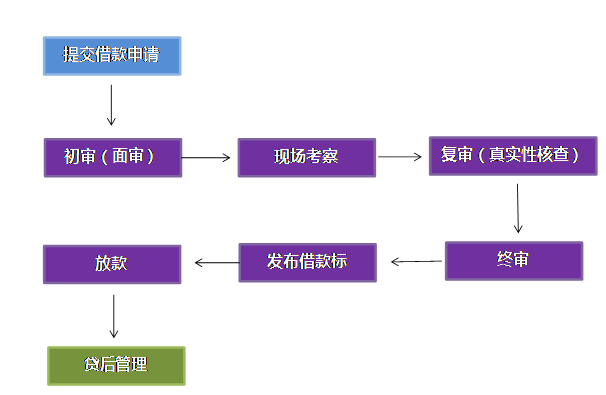 提交借款申请
初审（面审）
现场考察
复审（真实性核查）
终审
发布借款标
放款
贷后管理